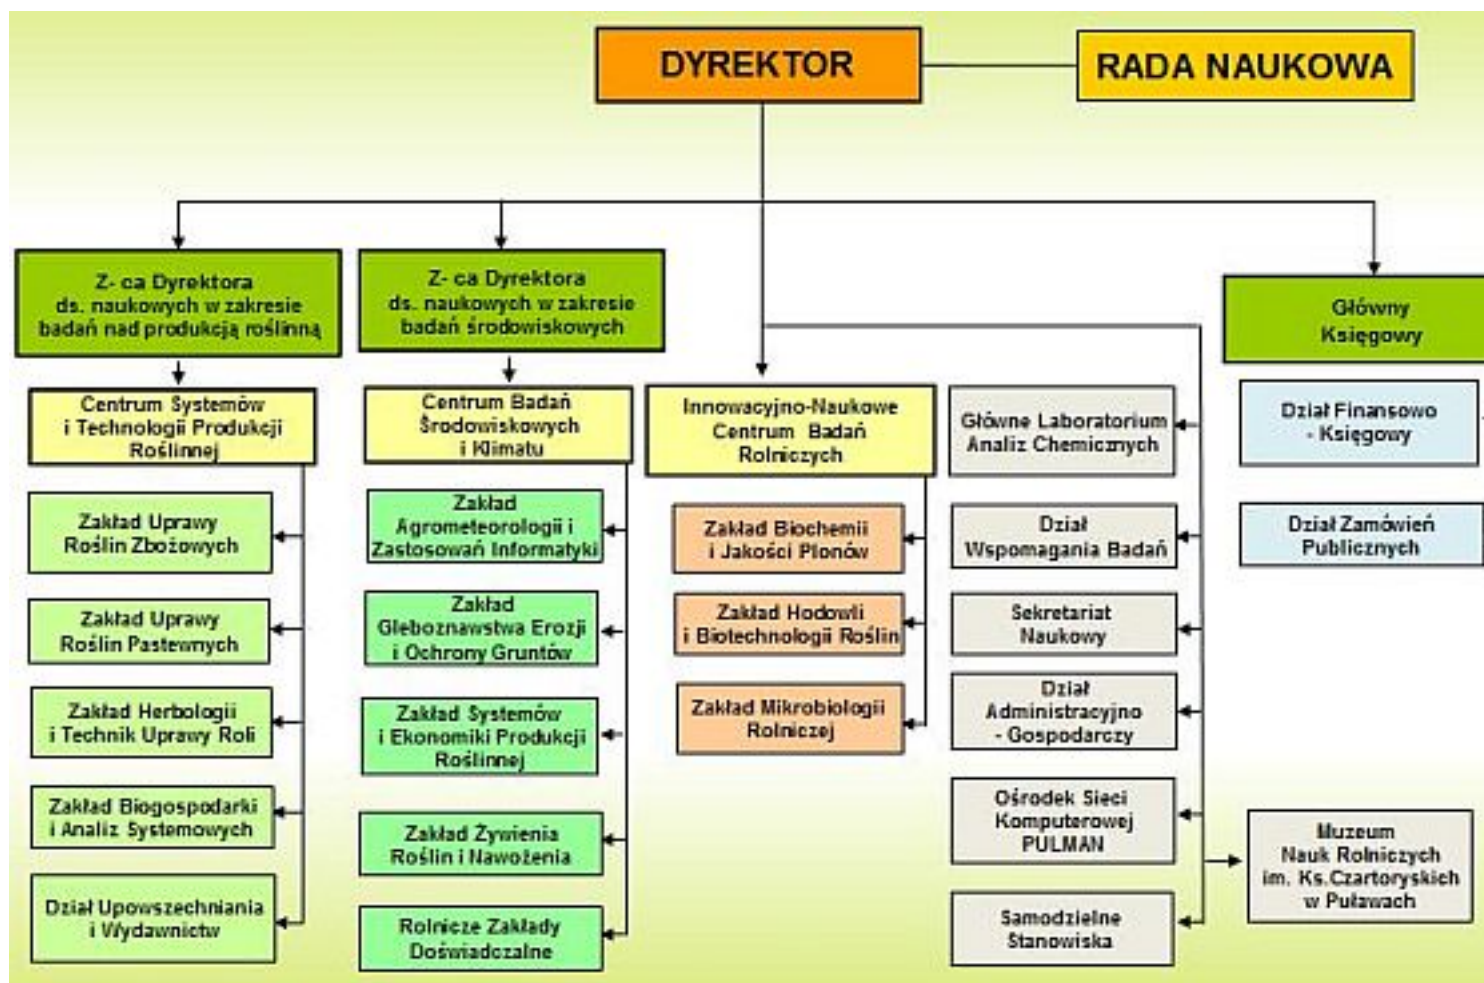 DYREKTOR
RADA NAUKOWA
Z- ca Dyrektora
ds. naukowych w zakresie
badań nad produkcją roślinną
Z- ca Dyrektora
ds. naukowych w zakresie
badań środowiskowych
Główny
Księgowy
Centrum Systemów
i Technologii Produkcji
Roślinnej
Zakład Uprawy
Roślin Zbożowych
Zakład Uprawy
Roślin Pastewnych
Zakład Herbologii
i Technik Uprawy Roli
Zakład Biogospodarki
i Analiz Systemowych
Dział Upowszechniania
i Wydawnictw
Centrum Badań
Środowiskowych
i Klimatu
Zakład
Agrometeorologii i
Zastosowań Informatyki
Zakład
Gleboznawstwa Erozji
i Ochrony Gruntów
Zakład Systemów
i Ekonomiki Produkcji
Roślinnej
Zakład Żywienia
Roślin i Nawożenia
Rolnicze Zakłady
Doświadczalne
Innowacyjno-Naukowe
Centrum Badań
Rolniczych
Zakład Biochemii
i Jakości Plonów
Zakład Hodowli
i Biotechnologii Roślin
Zakład Mikrobiologii
Rolniczej
Główne Laboratorium
Analiz Chemicznych
Dział
Wspomagania Badań
Sekretariat
Naukowy
Dział
Administracyjno
- Gospodarczy
Ośrodek Sieci
Komputerowej
PULMAN
Samodzielne
Stanowiska
Dział Finansowo
- Księgowy
Dział Zamówień
Publicznych
Muzeum
Nauk Rolniczych
im. Ks.Czartoryskich
w Puławach